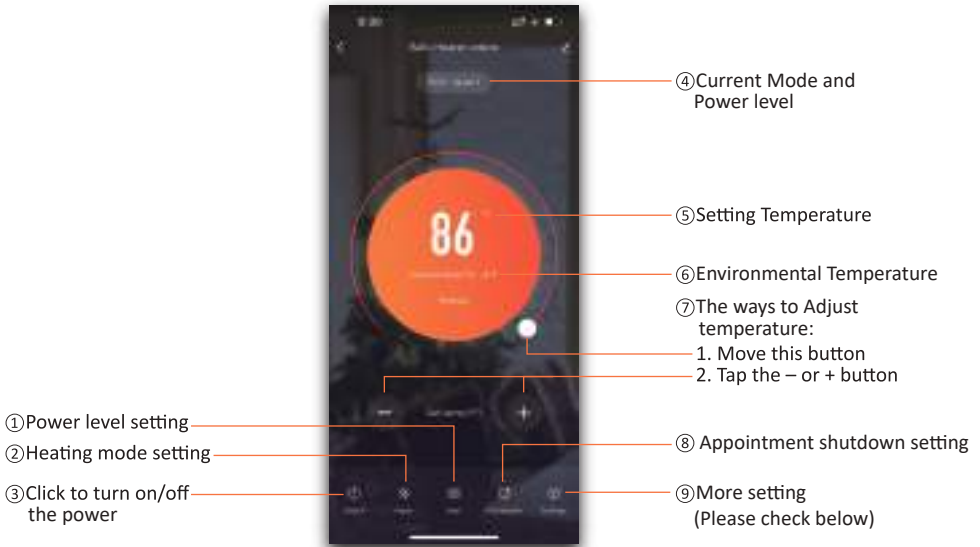 ④Current Mode and
Power level
86
⑤Setting Temperature
⑥Environmental Temperature
⑦The ways to Adjust
temperature:
1. Move this button
2. Tap the – or + button
①Power level setting
②Heating mode setting
③Click to turn on/off
the power
⑧ Appointment shutdown setting
⑨More setting
(Please check below)